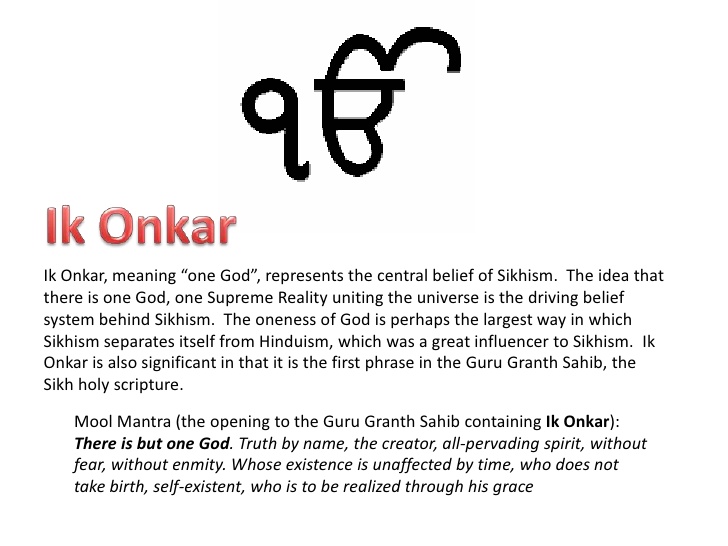 ੴ
Ik Onkar
Ik Onkar, meaning “one God”, represents the central belief of Sikhism.  The idea that
there is one God, one Supreme Reality uniting the universe is the driving belief
system behind Sikhism.  The oneness of God is perhaps the largest way in which
Sikhism separates itself from Hinduism, which was a great influencer to Sikhism.  Ik
Onkar is also significant in that it is the first phrase in the Guru Granth Sahib, the
Sikh holy scripture.
Mool Mantra (the opening to the Guru Granth Sahib containing Ik Onkar):
There is but one God. Truth by name, the creator, all-pervading spirit, without
fear, without enmity. Whose existence is unaffected by time, who does not
take birth, self-existent, who is to be realized through his grace